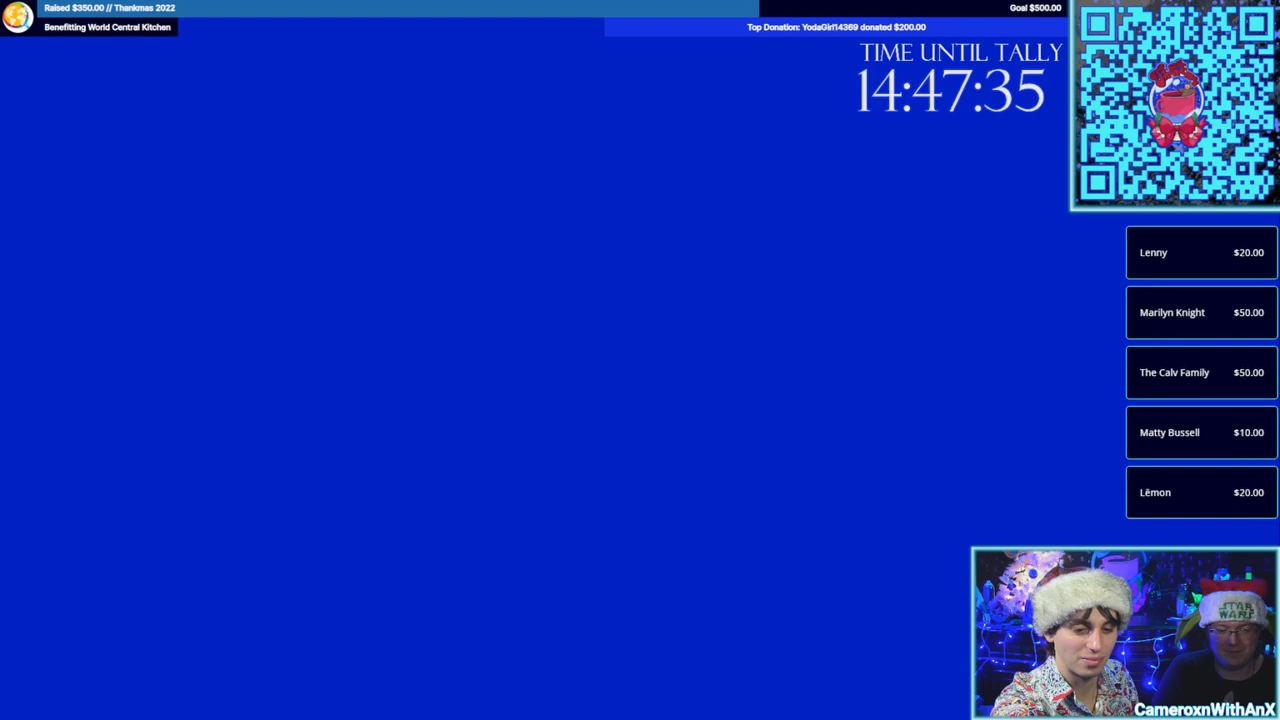 Raised $350.00 // Thankmas 2022
Goal $500.00
Benefitting World Central Kitchen
Top Donation: YodaGirl14369 donated $200.00
TIME UNTIL TALLY
14:47:35
Lenny $20.00
Marilyn Knight $50.00
The Calv Family $50.00
Matty Bussell $10.00
Lēmon $20.00
STAR
WARS
CameroxnWithAnX